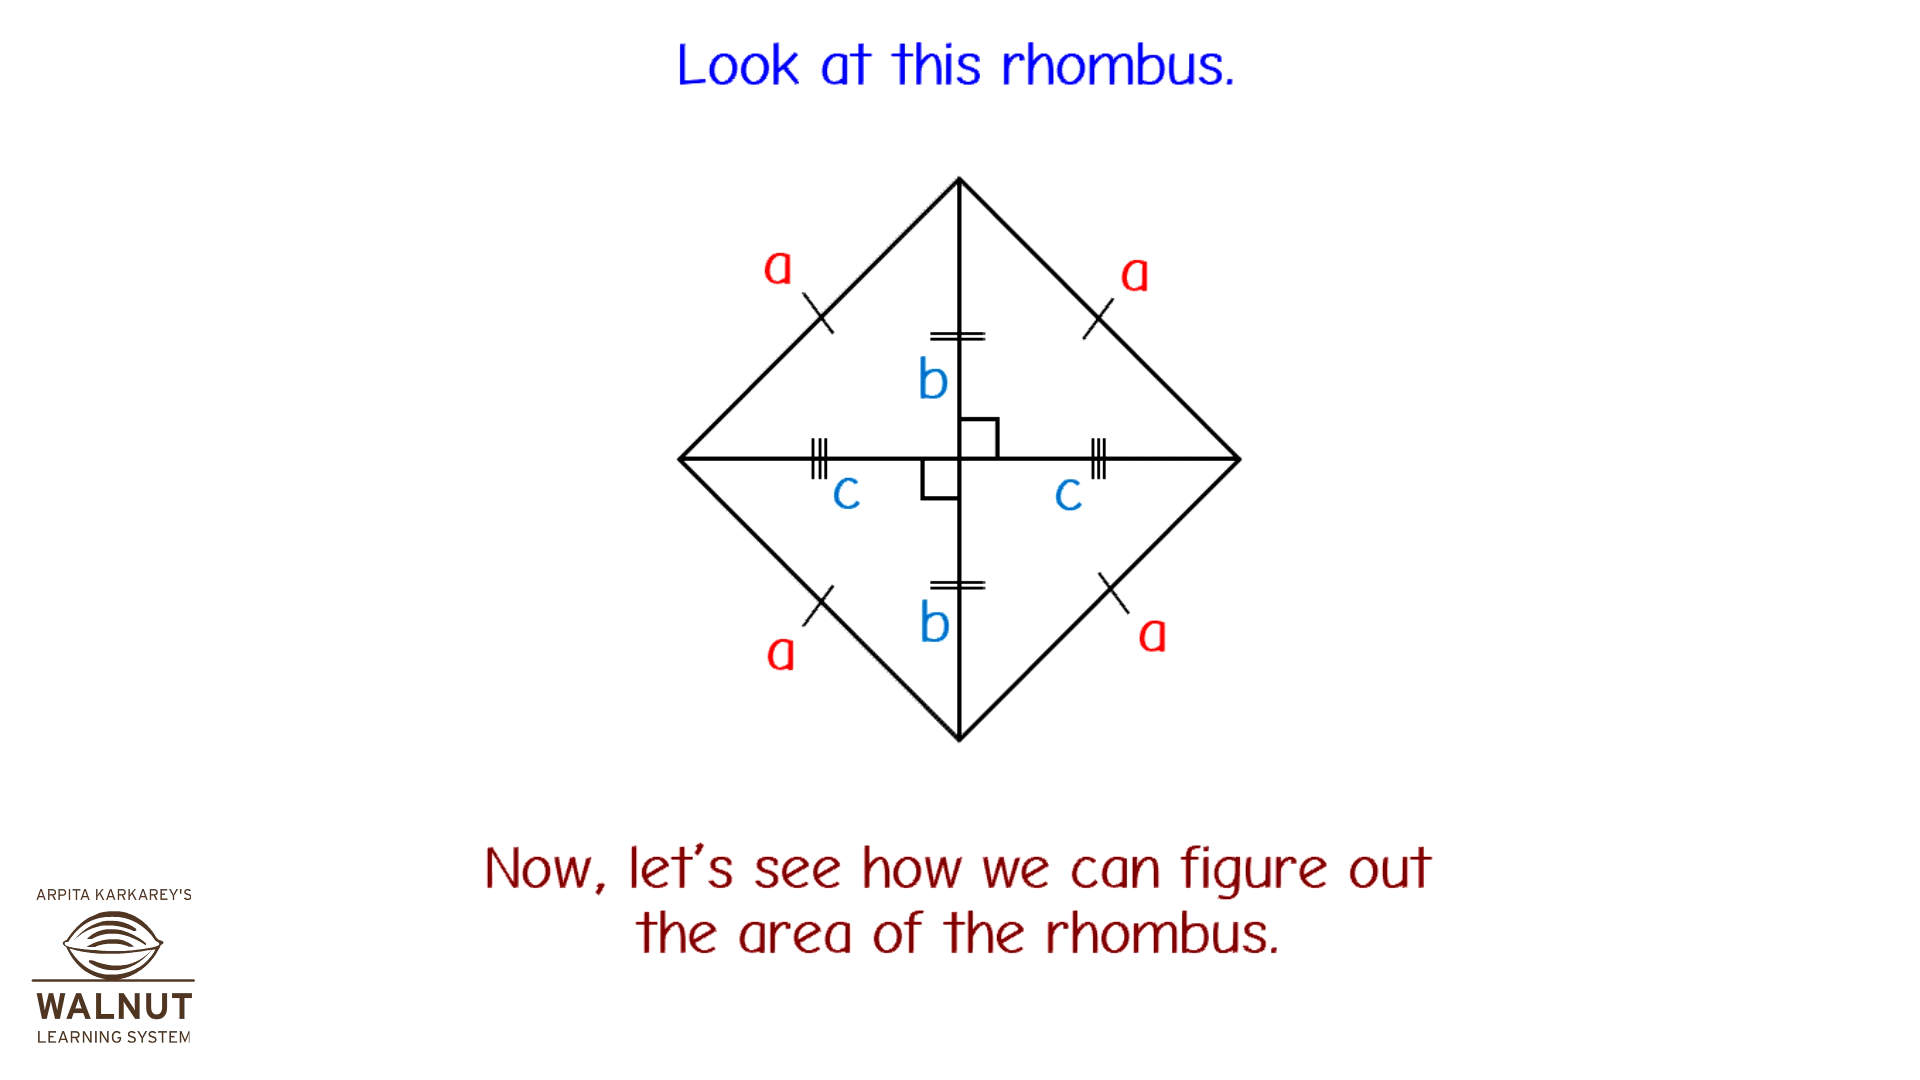 Look at this rhombus.
a
a
b
c
c
b
a
a
Now, let's see how we can figure out
the area of the rhombus.
ARPITA KARKAREY'S
WALNUT
LEARNING SYSTEM